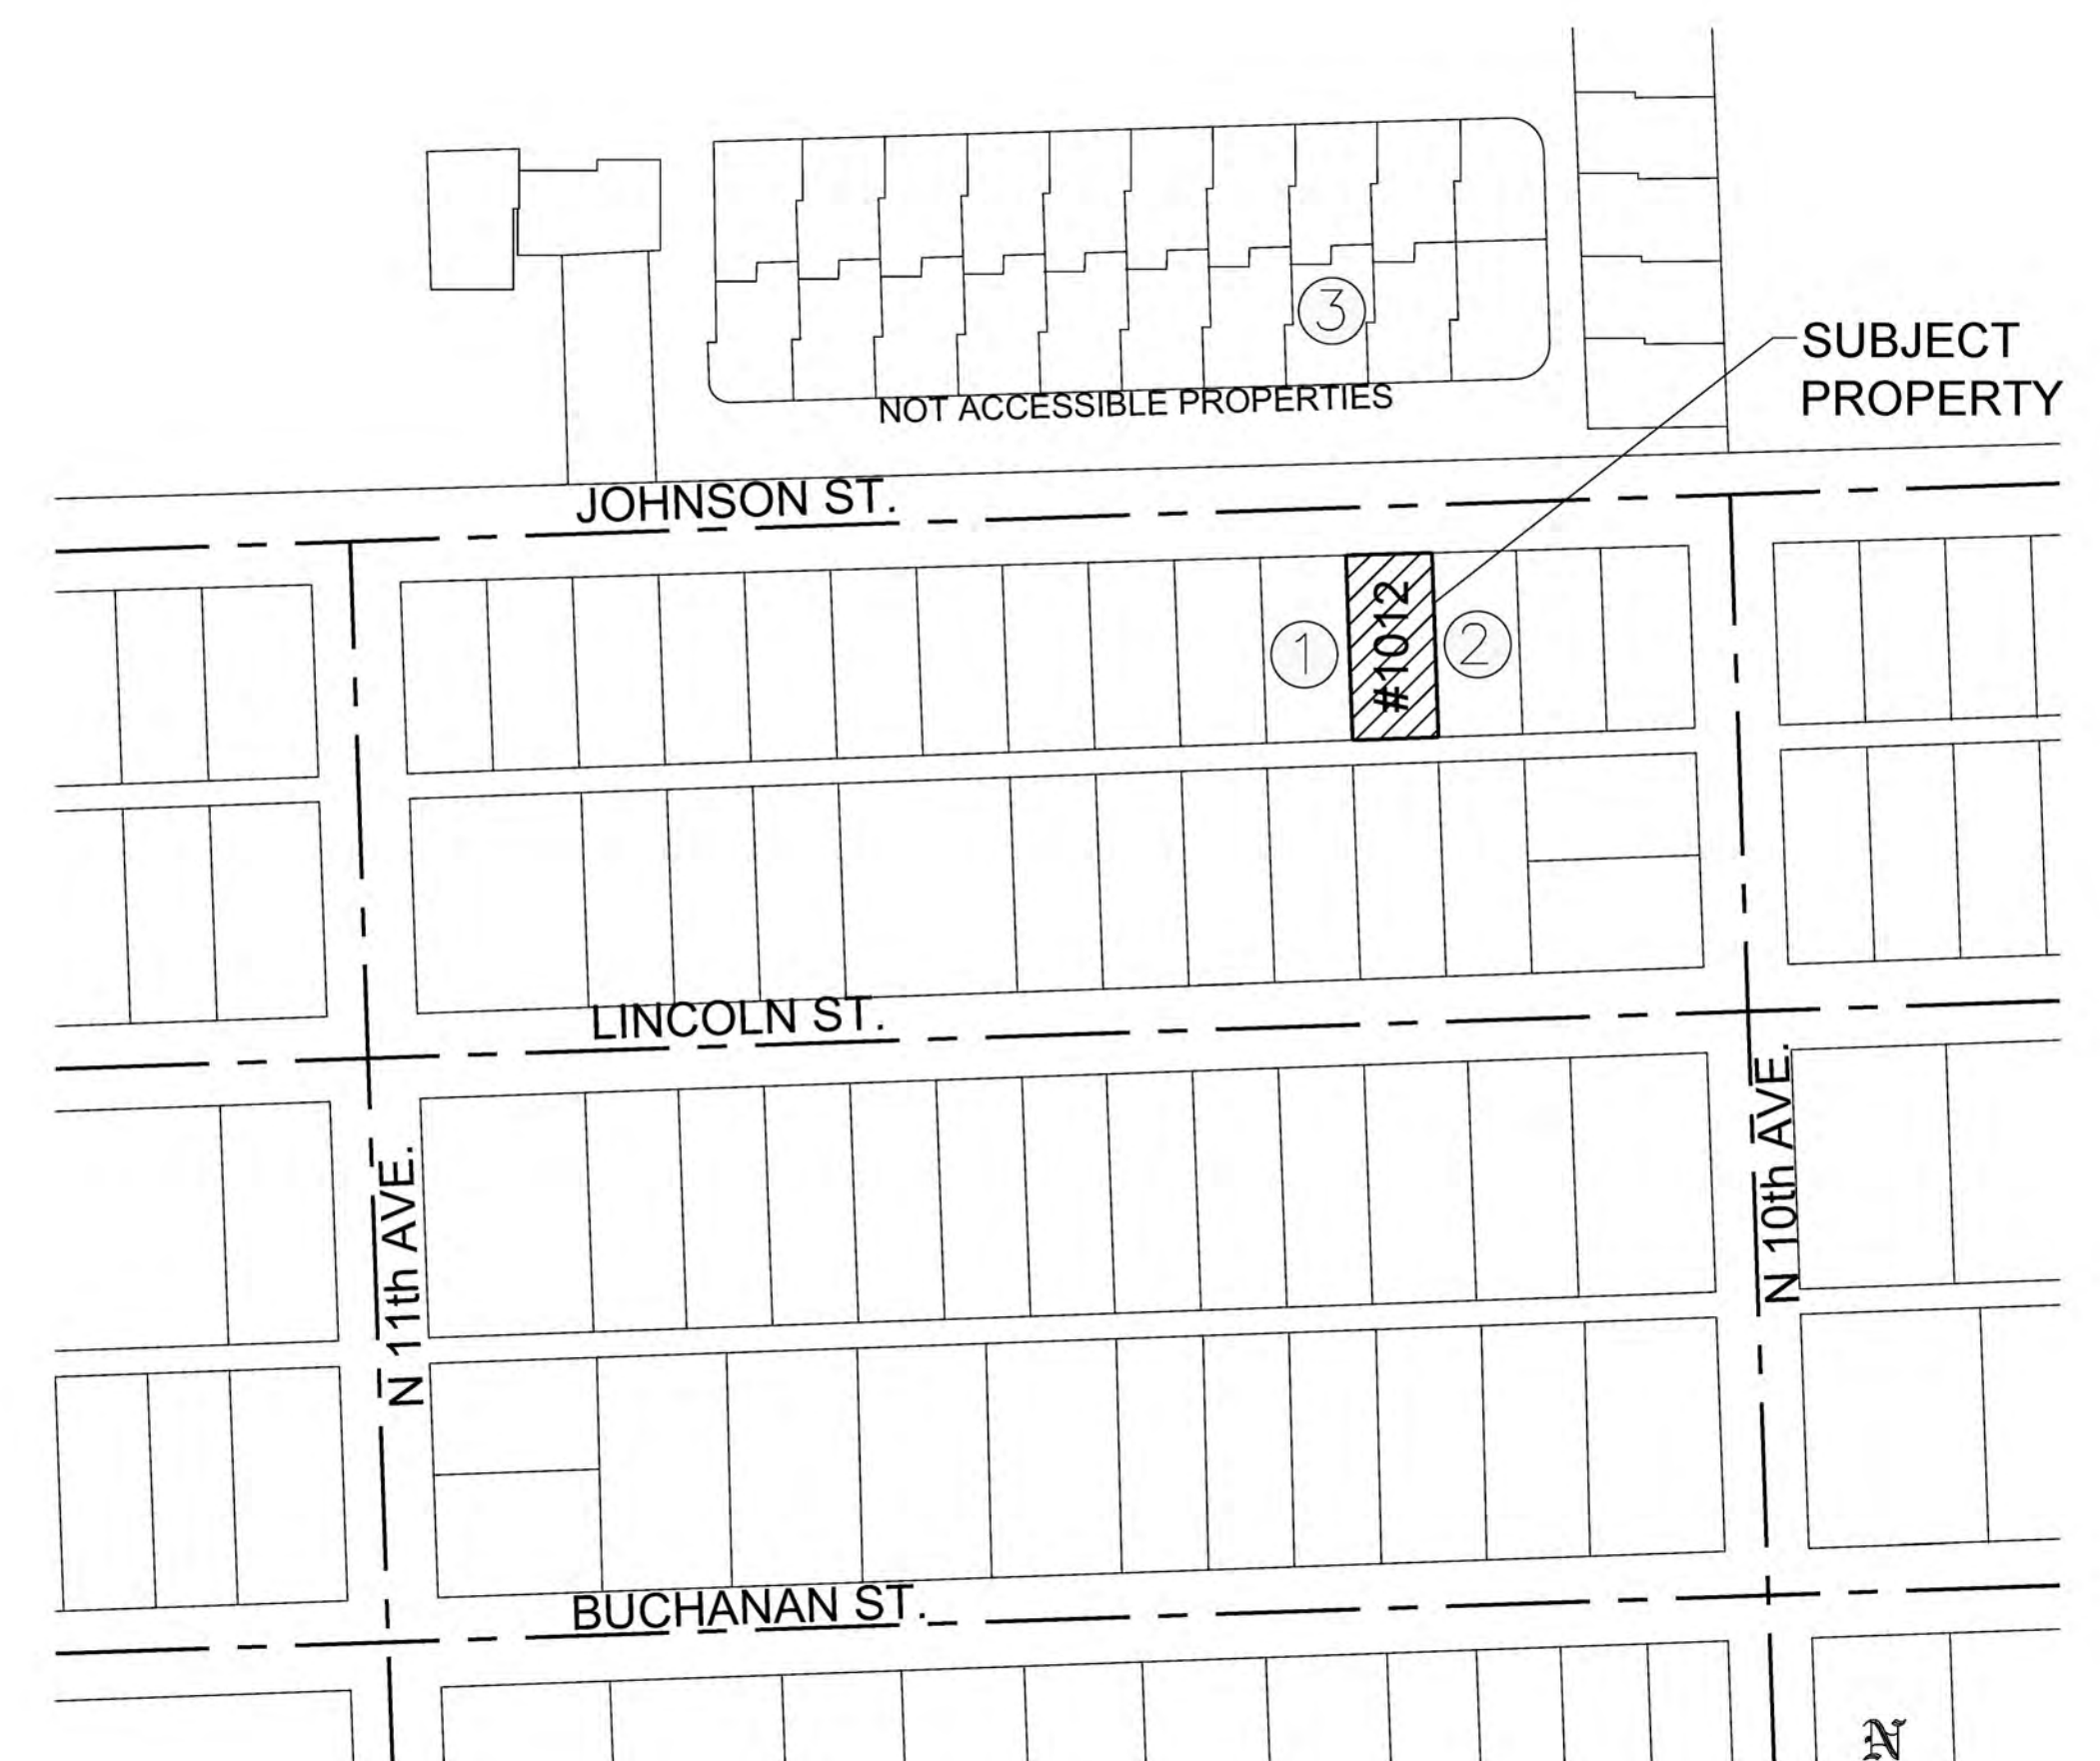 3
SUBJECT
PROPERTY
NOT ACCESSIBLE PROPERTIES
JOHNSON ST.
1
#1012
2
LINCOLN ST.
N 11th AVE.
N 10th AVE.
BUCHANAN ST.
N